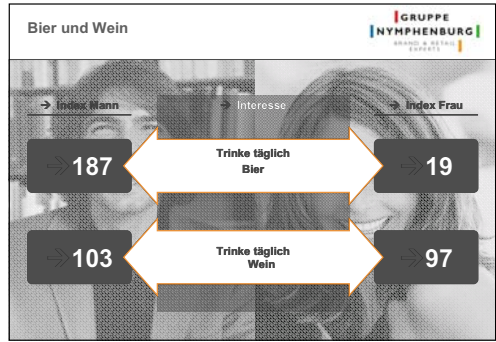 Bier und Wein
GRUPPE
NYMPHENBURG
BRAND & RETAIL
EXPERTS
→ Index Mann
→ Interesse
→ Index Frau
187
Trinke täglich
Bier
19
103
Trinke täglich
Wein
97